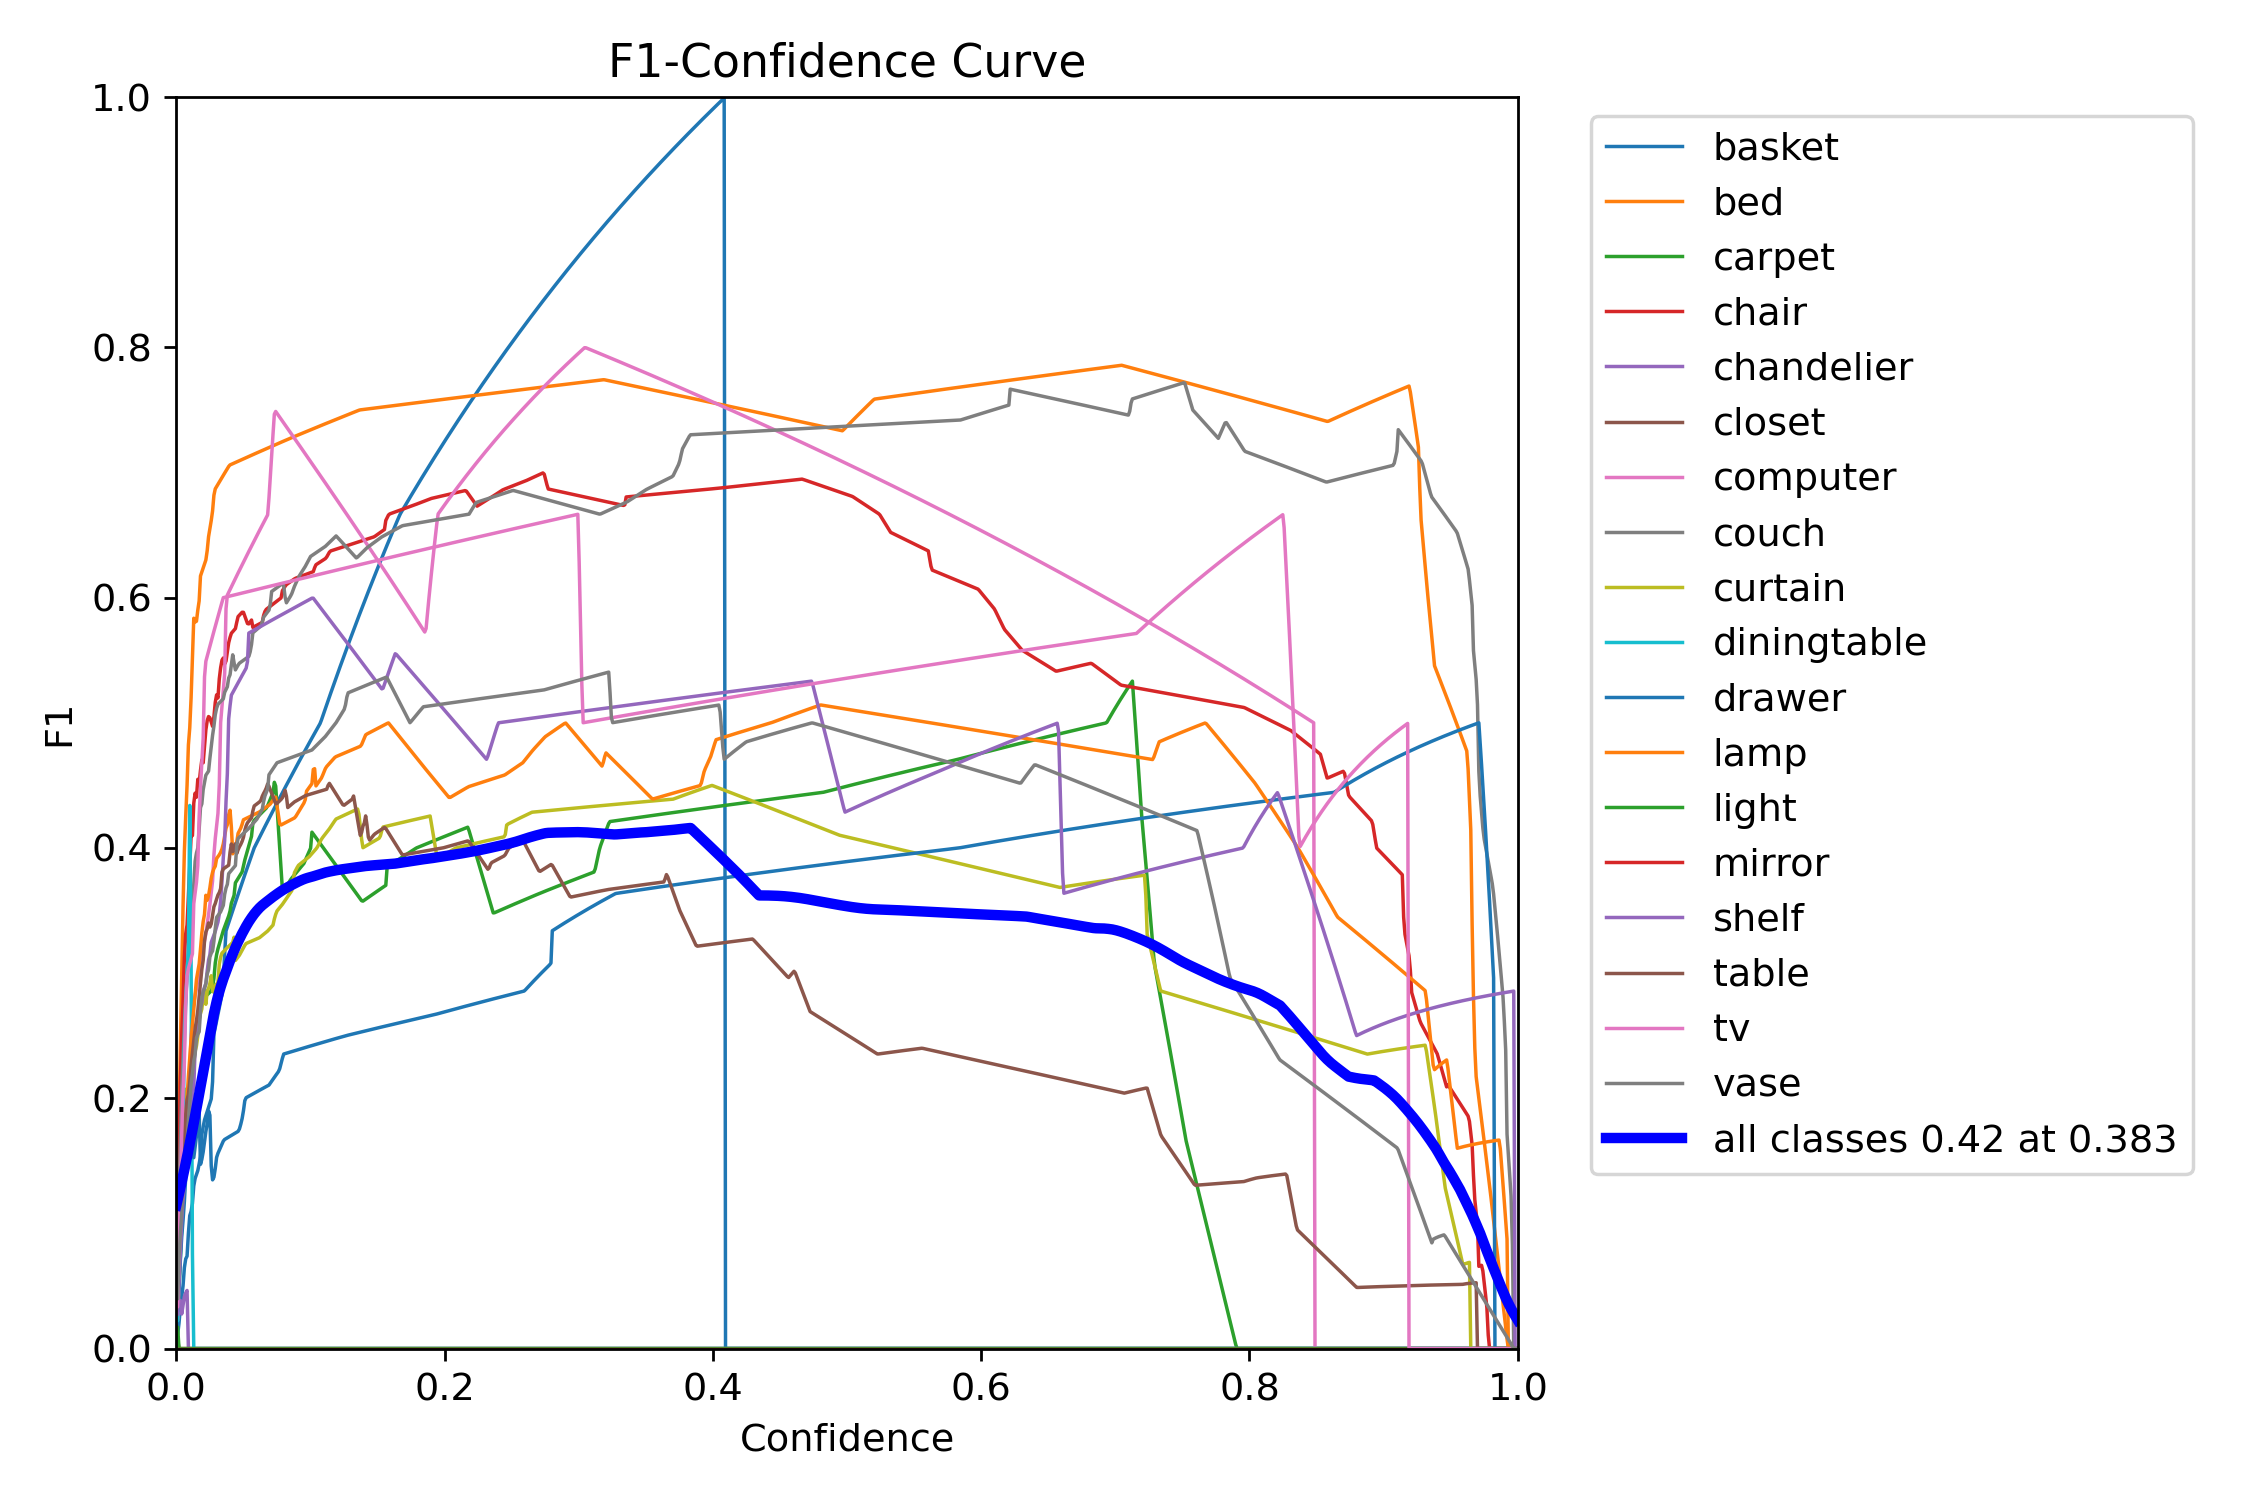 F1-Confidence Curve
1.0
0.8
0.6
0.4
0.2
0.0
F1
0.0 0.2 0.4 0.6 0.8 1.0
Confidence
basket
bed
carpet
chair
chandelier
closet
computer
couch
curtain
diningtable
drawer
lamp
light
mirror
shelf
table
tv
vase
all classes 0.42 at 0.383